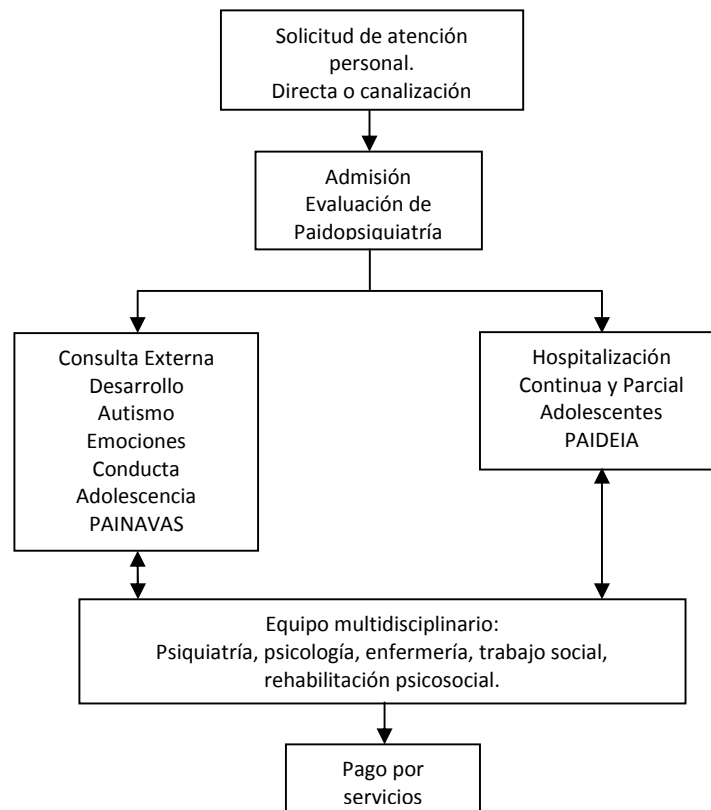 Solicitud de atención
personal.
Directa o canalización
Admisión
Evaluación de
Paidopsiquiatría
Consulta Externa
Desarrollo
Autismo
Emociones
Conducta
Adolescencia
PAINAVAS
Hospitalización
Continua y Parcial
Adolescentes
PAIDEIA
Equipo multidisciplinario:
Psiquiatría, psicología, enfermería, trabajo social,
rehabilitación psicosocial.
Pago por
servicios